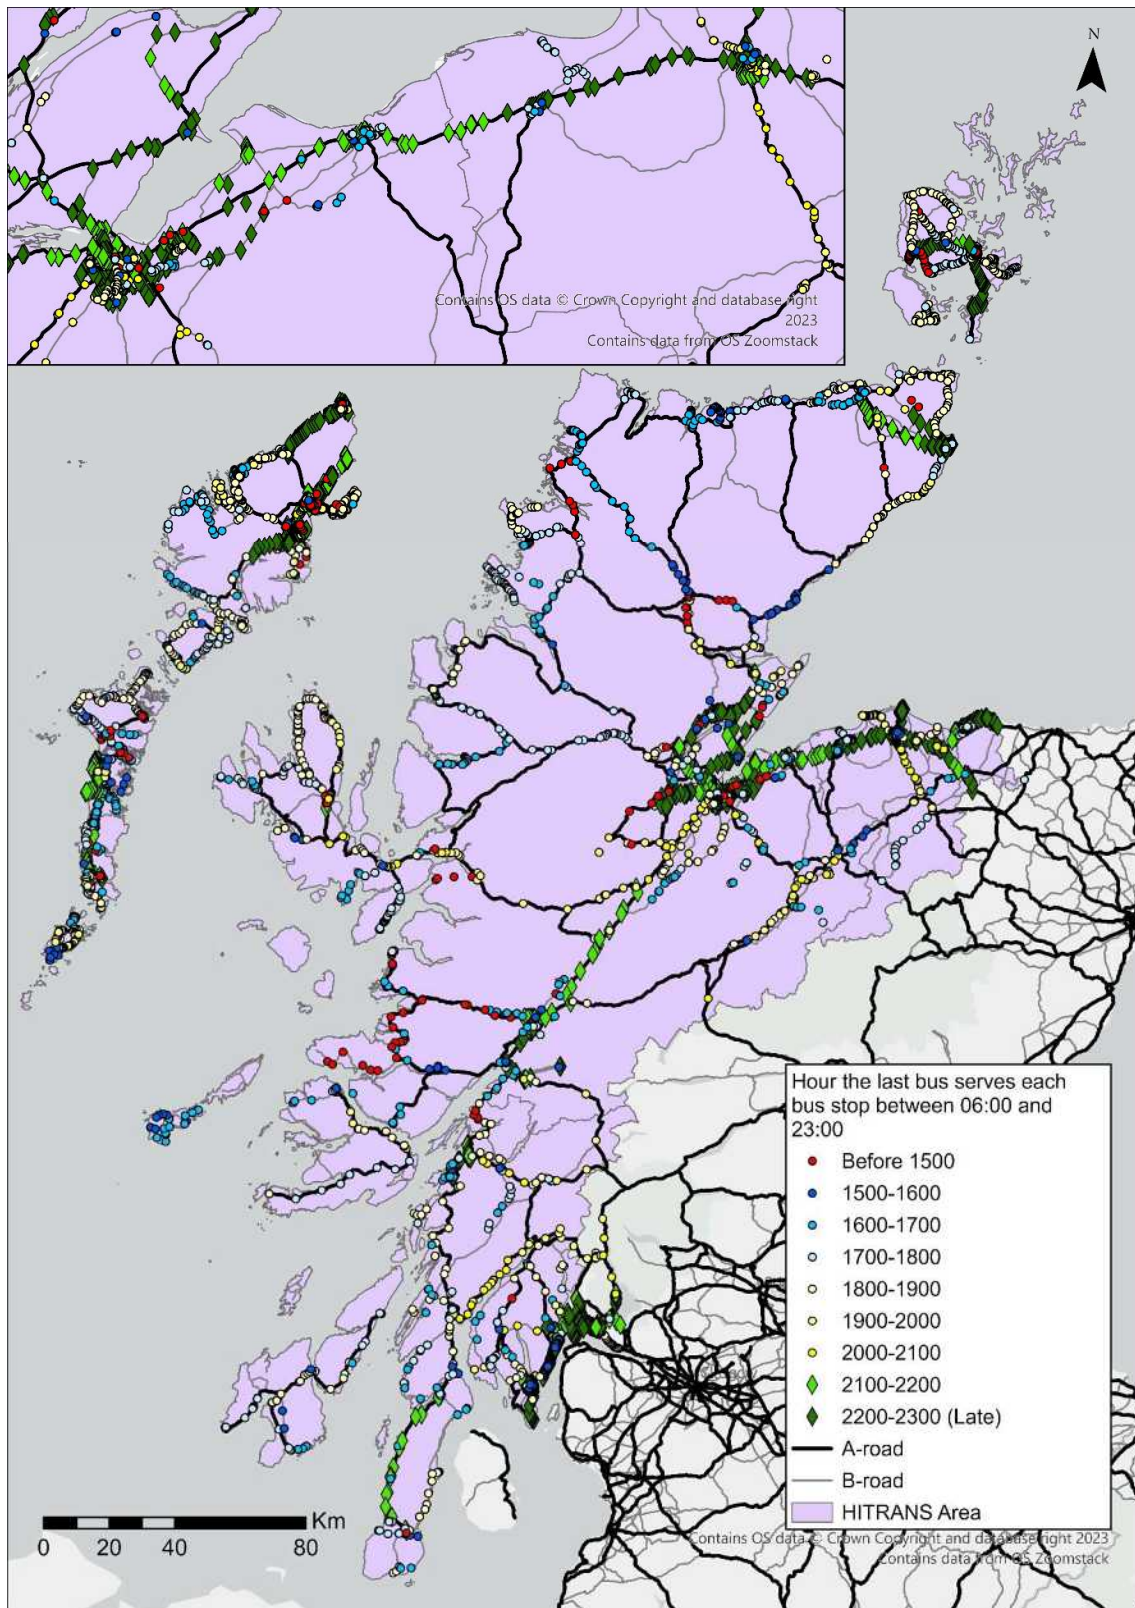 N
Contains OS data © Crown Copyright and database right
2023
Contains data from OS Zoomstack
Hour the last bus serves each
bus stop between 06:00 and
23:00
Before 1500
1500-1600
1600-1700
1700-1800
1800-1900
1900-2000
2000-2100
2100-2200
2200-2300 (Late)
A-road
B-road
HITRANS Area
Km
0 20 40 80
Contains OS data © Crown Copyright and database right 2023
Contains data from OS Zoomstack